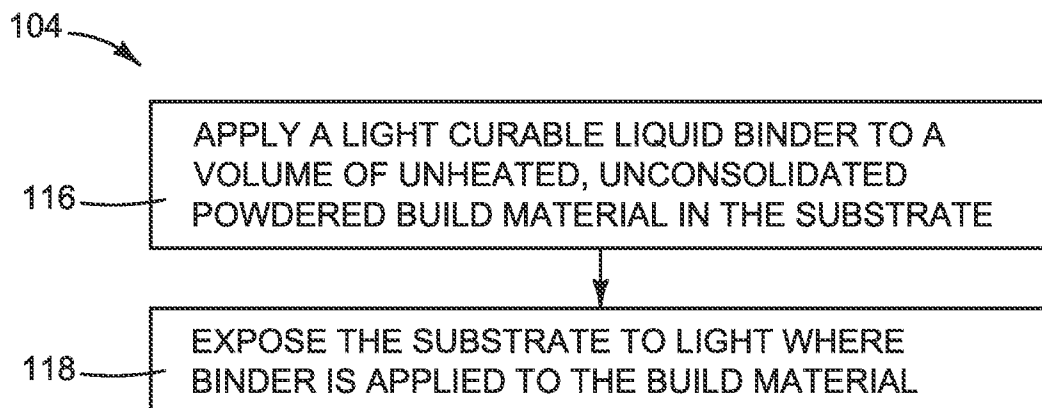 104
APPLY A LIGHT CURABLE LIQUID BINDER TO A
VOLUME OF UNHEATED, UNCONSOLIDATED
POWDERED BUILD MATERIAL IN THE SUBSTRATE
116
EXPOSE THE SUBSTRATE TO LIGHT WHERE
BINDER IS APPLIED TO THE BUILD MATERIAL
118